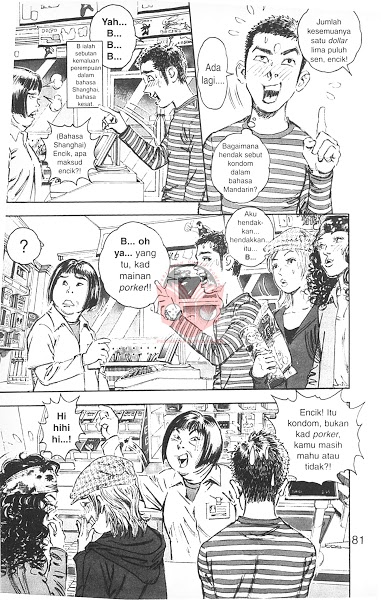 Jumlah
kesemuanya
satu dollar
lima puluh
sen, encik!
Ada
lagi....
Bagaimana
hendak sebut
kondom
dalam
bahasa
Mandarin?
Yah...
B...
B
B...
B ialah
sebutan
kemaluan
perempuan
dalam
bahasa
Shanghai,
bahasa
kesat.
(Bahasa
Shanghai)
Encik, apa
maksud
encik?!
Aku
hendak-
kan...
hendakkan
itu...
B...
B... oh
ya... yang
tu, kad
mainan
porker!!
?
Encik! Itu
kondom, bukan
kad porker,
kamu masih
mahu atau
tidak?!
Hi
hihi
hi...!
81